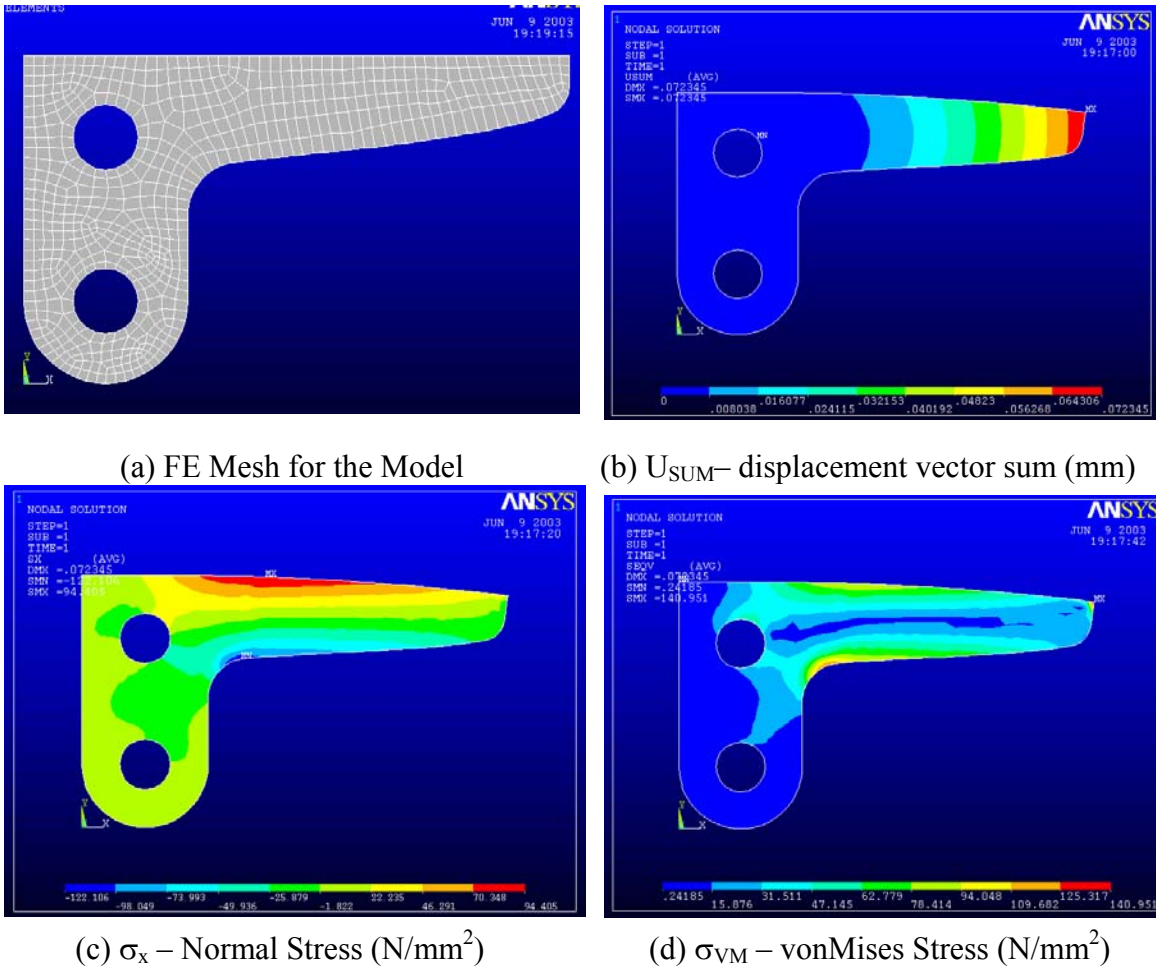 ELEMENTS
JUN 9 2003
19:19:15
(a) FE Mesh for the Model
1
ANSYS
NODAL SOLUTION
JUN 9 2003
19:17:00
STEP=1
SUB =1
TIME=1
USUM (AVG)
DMX =.072345
SMX =.072345
MX
MN
Y
X
0 .008038 .016077 .024115 .032153 .040192 .04823 .056268 .064306 .072345
(b) USUM– displacement vector sum (mm)
1
ANSYS
NODAL SOLUTION
JUN 9 2003
19:17:20
STEP=1
SUB =1
TIME=1
SX (AVG)
DMX =.072345
SMN =-122.106
SMX =94.405
MX
MN
Y
X
-122.106 -98.049 -73.993 -49.936 -25.879 -1.822 22.235 46.291 70.348 94.405
(c) σx – Normal Stress (N/mm2)
1
ANSYS
NODAL SOLUTION
JUN 9 2003
19:17:42
STEP=1
SUB =1
TIME=1
SEQV (AVG)
SMN =.24185
SMX =140.951
MX
Y
X
.24185 15.876 31.511 47.145 62.779 78.414 94.048 109.682 125.317 140.951
(d) σVM – vonMises Stress (N/mm2)